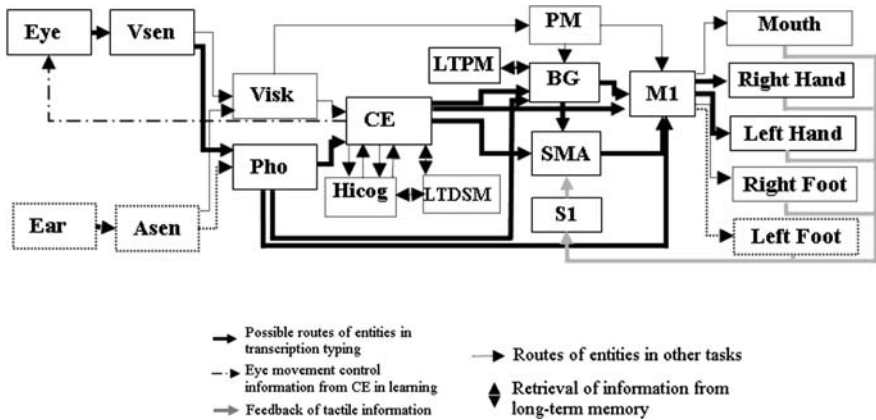 Eye
Vsen
PM
Mouth
LTPM
BG
Right Hand
Visk
CE
M1
Left Hand
Pho
SMA
Hicog
LTDSM
Right Foot
Ear
Asen
S1
Left Foot
Possible routes of entities in
transcription typing
Eye movement control
information from CE in learning
Feedback of tactile information
Routes of entities in other tasks
Retrieval of information from
long-term memory